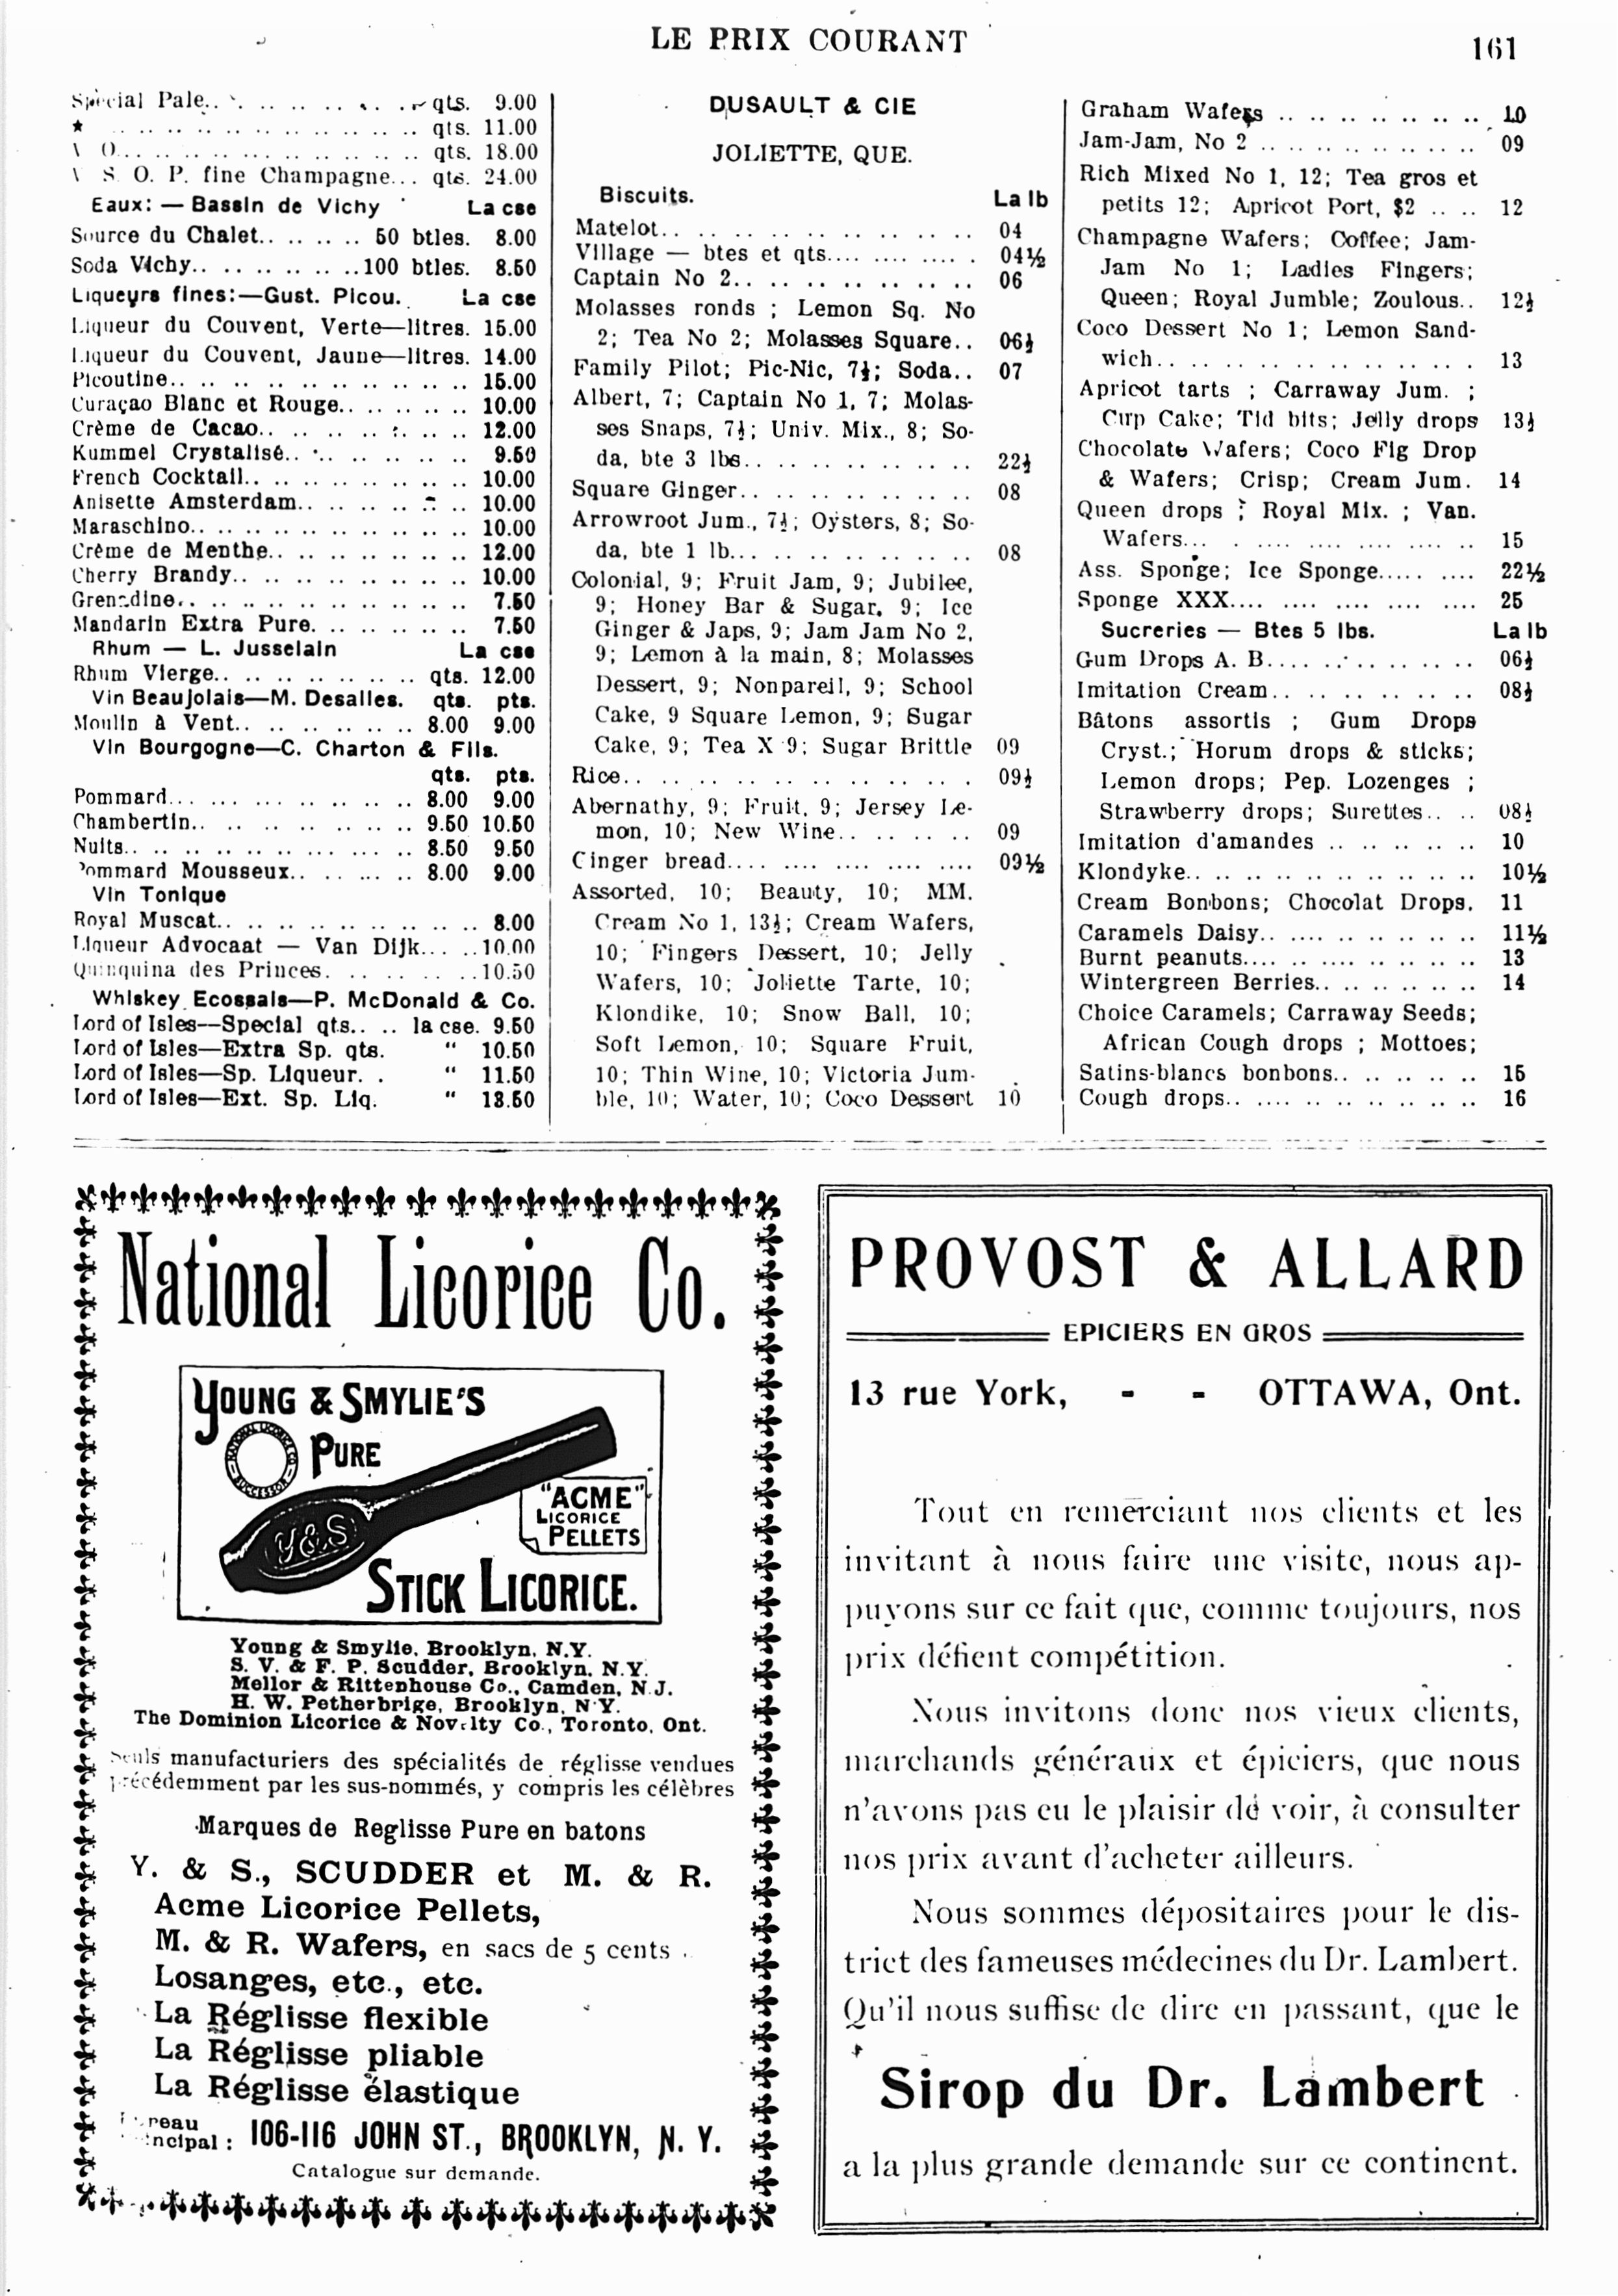 LE PRIX COURANT
161
Spècial Pale.. .. .. .. .. qts. 9.00
★ .. .. .. .. .. .. .. .. .. qts. 11.00
V O.. .. .. .. .. .. .. .. qts. 18.00
V S. O. P. fine Champagne... qts. 24.00
Eaux: — Bassin de Vichy La cse
Source du Chalet.. .. .. .. 50 btles. 8.00
Soda Vichy.. .. .. .. .. ..100 btles. 8.50
Liqueurs fines:—Gust. Picou. La cse
Liqueur du Couvent, Verte—litres. 15.00
Liqueur du Couvent, Jaune—litres. 14.00
Picoutine.. .. .. .. .. .. .. .. .. 15.00
Curaçao Blanc et Rouge.. .. .. .. 10.00
Crème de Cacao.. .. .. .. .. .. .. 12.00
Kummel Crystalisé.. .. .. .. .. .. 9.50
French Cocktail.. .. .. .. .. .. .. 10.00
Anisette Amsterdam.. .. .. .. .. 10.00
Maraschino.. .. .. .. .. .. .. .. 10.00
Crème de Menthe.. .. .. .. .. .. 12.00
Cherry Brandy.. .. .. .. .. .. .. 10.00
Grenadine.. .. .. .. .. .. .. .. .. 7.50
Mandarin Extra Pure. .. .. .. .. 7.50
Rhum — L. Jusselain La cse
Rhum Vierge.. .. .. .. .. .. qts. 12.00
Vin Beaujolais—M. Desalles. qts. pts.
Moulin à Vent.. .. .. .. .. .. 8.00 9.00
Vin Bourgogne—C. Charton & Fils.
qts. pts.
Pommard... .. ... .. .. .. .. .. 8.00 9.00
Chambertin.. .. .. .. .. .. .. 9.50 10.50
Nuits.. .. .. .. .. .. .. .. .. 8.50 9.50
Pommard Mousseux.. .. .. .. 8.00 9.00
Vin Tonique
Royal Muscat.. .. .. .. .. .. .. .. 8.00
Liqueur Advocaat — Van Dijk... ..10.00
Quinquina des Princes. .. .. .. ..10.50
Whiskey Ecossais—P. McDonald & Co.
Lord of Isles—Special qts.. .. la cse. 9.50
Lord of Isles—Extra Sp. qts. " 10.50
Lord of Isles—Sp. Liqueur. . " 11.50
Lord of Isles—Ext. Sp. Liq. " 13.50
DUSAULT & CIE
JOLIETTE, QUE.
Biscuits. La lb
Matelot.. .. .. .. .. .. .. .. .. 04
Village — btes et qts.... .... .... . 04½
Captain No 2.. .. .. .. .. .. .. .. 06
Molasses ronds ; Lemon Sq. No
2; Tea No 2; Molasses Square.. 06½
Family Pilot; Pic-Nic, 7½; Soda.. 07
Albert, 7; Captain No 1, 7; Molas-
ses Snaps, 7½; Univ. Mix., 8; So-
da, bte 3 lbs.. .. .. .. .. .. .. 22½
Square Ginger.. .. .. .. .. .. .. 08
Arrowroot Jum., 7½; Oysters, 8; So-
da, bte 1 lb... .. .. .. .. .. .. 08
Colonial, 9; Fruit Jam, 9; Jubilee,
9; Honey Bar & Sugar, 9; Ice
Ginger & Japs, 9; Jam Jam No 2,
9; Lemon à la main, 8; Molasses
Dessert, 9; Nonpareil, 9; School
Cake, 9 Square Lemon, 9; Sugar
Cake, 9; Tea X 9; Sugar Brittle 09
Rice.. .. .. .. .. .. .. .. .. .. 09½
Abernathy, 9; Fruit, 9; Jersey Le-
mon, 10; New Wine.. .. .. .. 09
Ginger bread.... .... .... .... .... 09½
Assorted, 10; Beauty, 10; MM.
Cream No 1, 13½; Cream Wafers,
10; Fingers Dessert, 10; Jelly
Wafers, 10; Joliette Tarte, 10;
Klondike, 10; Snow Ball, 10;
Soft Lemon, 10; Square Fruit,
10; Thin Wine, 10; Victoria Jum-
ble, 10; Water, 10; Coco Dessert 10
Graham Wafers .. .. .. .. .. .. 10
Jam-Jam, No 2 .. .. .. .. .. .. .. 09
Rich Mixed No 1, 12; Tea gros et
petits 12; Apricot Port, $2 .. .. 12
Champagne Wafers; Coffee; Jam-
Jam No 1; Ladies Fingers;
Queen; Royal Jumble; Zoulous.. 12½
Coco Dessert No 1; Lemon Sand-
wich.. .. .. .. .. .. .. .. .. .. 13
Apricot tarts ; Carraway Jum. ;
Cup Cake; Tid bits; Jelly drops 13½
Chocolate Wafers; Coco Fig Drop
& Wafers; Crisp; Cream Jum. 14
Queen drops ; Royal Mix. ; Van.
Wafers... . .... .... .... .... .. 15
Ass. Sponge; Ice Sponge..... .... 22½
Sponge XXX.... .... .... .... .... 25
Sucreries — Btes 5 lbs. La lb
Gum Drops A. B.... .. .. .. .. .. 06½
Imitation Cream.. .. .. .. .. .. 08½
Bâtons assortis ; Gum Drops
Cryst.; Horum drops & sticks;
Lemon drops; Pep. Lozenges ;
Strawberry drops; Surettes.. .. 08½
Imitation d'amandes .. .. .. .. .. 10
Klondyke.. .. .. .. .. .. .. .. .. 10½
Cream Bonbons; Chocolat Drops. 11
Caramels Daisy.. .... .. .. .. .. 11½
Burnt peanuts.... .. .... .. .. .. .. 13
Wintergreen Berries.. .. .. .. .. 14
Choice Caramels; Carraway Seeds;
African Cough drops ; Mottoes;
Satins-blancs bonbons.. .. .. .. .. 15
Cough drops.. .... .. .. .. .. .. .. 16
National Licorice Co.
YOUNG & SMYLIE'S
PURE
NATIONAL LICORICE CO
SUCCESSOR
Y&S
"ACME"
LICORICE
PELLETS
STICK LICORICE.
Young & Smylie, Brooklyn, N.Y.
S. V. & F. P. Scudder, Brooklyn, N.Y.
Mellor & Rittenhouse Co., Camden, N.J.
H. W. Petherbrige, Brooklyn, N.Y.
The Dominion Licorice & Novelty Co., Toronto, Ont.
Seuls manufacturiers des spécialités de réglisse vendues
précédemment par les sus-nommés, y compris les célèbres
Marques de Reglisse Pure en batons
Y. & S., SCUDDER et M. & R.
Acme Licorice Pellets,
M. & R. Wafers, en sacs de 5 cents
Losanges, etc., etc.
La Réglisse flexible
La Réglisse pliable
La Réglisse élastique
Bureau principal : 106-116 JOHN ST., BROOKLYN, N. Y.
Catalogue sur demande.
PROVOST & ALLARD
EPICIERS EN GROS
13 rue York, - - OTTAWA, Ont.
Tout en remerciant nos clients et les
invitant à nous faire une visite, nous ap-
puyons sur ce fait que, comme toujours, nos
prix défient compétition.
Nous invitons donc nos vieux clients,
marchands généraux et épiciers, que nous
n'avons pas eu le plaisir de voir, à consulter
nos prix avant d'acheter ailleurs.
Nous sommes dépositaires pour le dis-
trict des fameuses médecines du Dr. Lambert.
Qu'il nous suffise de dire en passant, que le
Sirop du Dr. Lambert
a la plus grande demande sur ce continent.